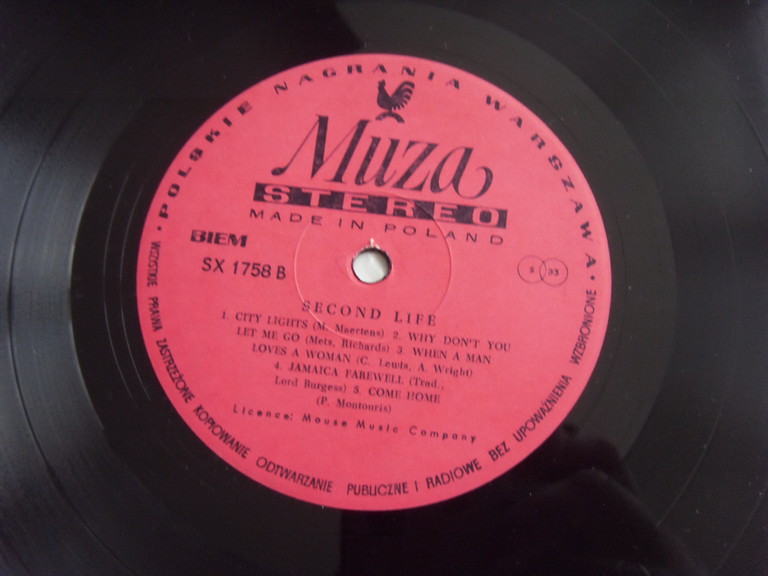 • POLSKIE NAGRANIA WARSZAWA •
Muza
STEREO
MADE IN POLAND
BIEM
SX 1758 B
S 33
SECOND LIFE
1. CITY LIGHTS (M. Maertens) 2. WHY DON'T YOU
LET ME GO (Mets, Richards) 3. WHEN A MAN
LOVES A WOMAN (C. Lewis, A. Wright)
4. JAMAICA FAREWELL (Trad.,
Lord Burgess) 5. COME HOME
(P. Montouris)
Licence: Mouse Music Company
WSZYSTKIE PRAWA ZASTRZEŻONE KOPIOWANIE ODTWARZANIE PUBLICZNE I RADIOWE BEZ UPOWAŻNIENIA WZBRONIONE